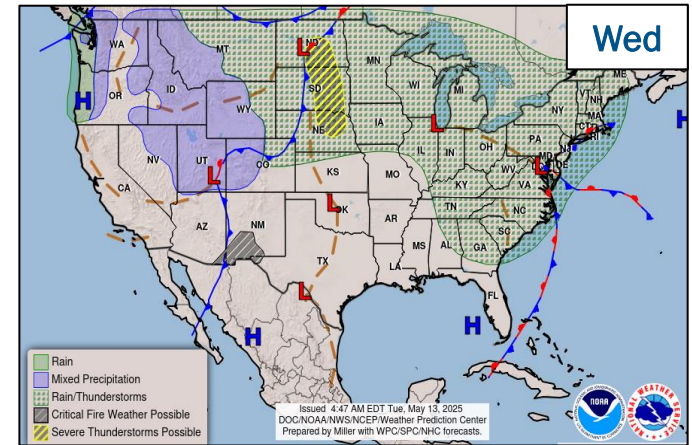 Wed
WA
MT
ND
MN
ME
OR
ID
SD
WI
MI
VT
NH
NY
MA
WY
IA
CT
RI
NE
PA
NJ
NV
UT
CO
IL
IN
OH
MD
DE
WV
VA
CA
KS
MO
KY
AZ
NM
OK
AR
TN
NC
SC
TX
MS
AL
GA
LA
FL
H
H
H
H
L
L
L
L
L
L
Rain
Mixed Precipitation
Rain/Thunderstorms
Critical Fire Weather Possible
Severe Thunderstorms Possible
Issued 4:47 AM EDT Tue, May 13, 2025
DOC/NOAA/NWS/NCEP/Weather Prediction Center
Prepared by Miller with WPC/SPC/NHC forecasts.
NOAA
NATIONAL WEATHER SERVICE